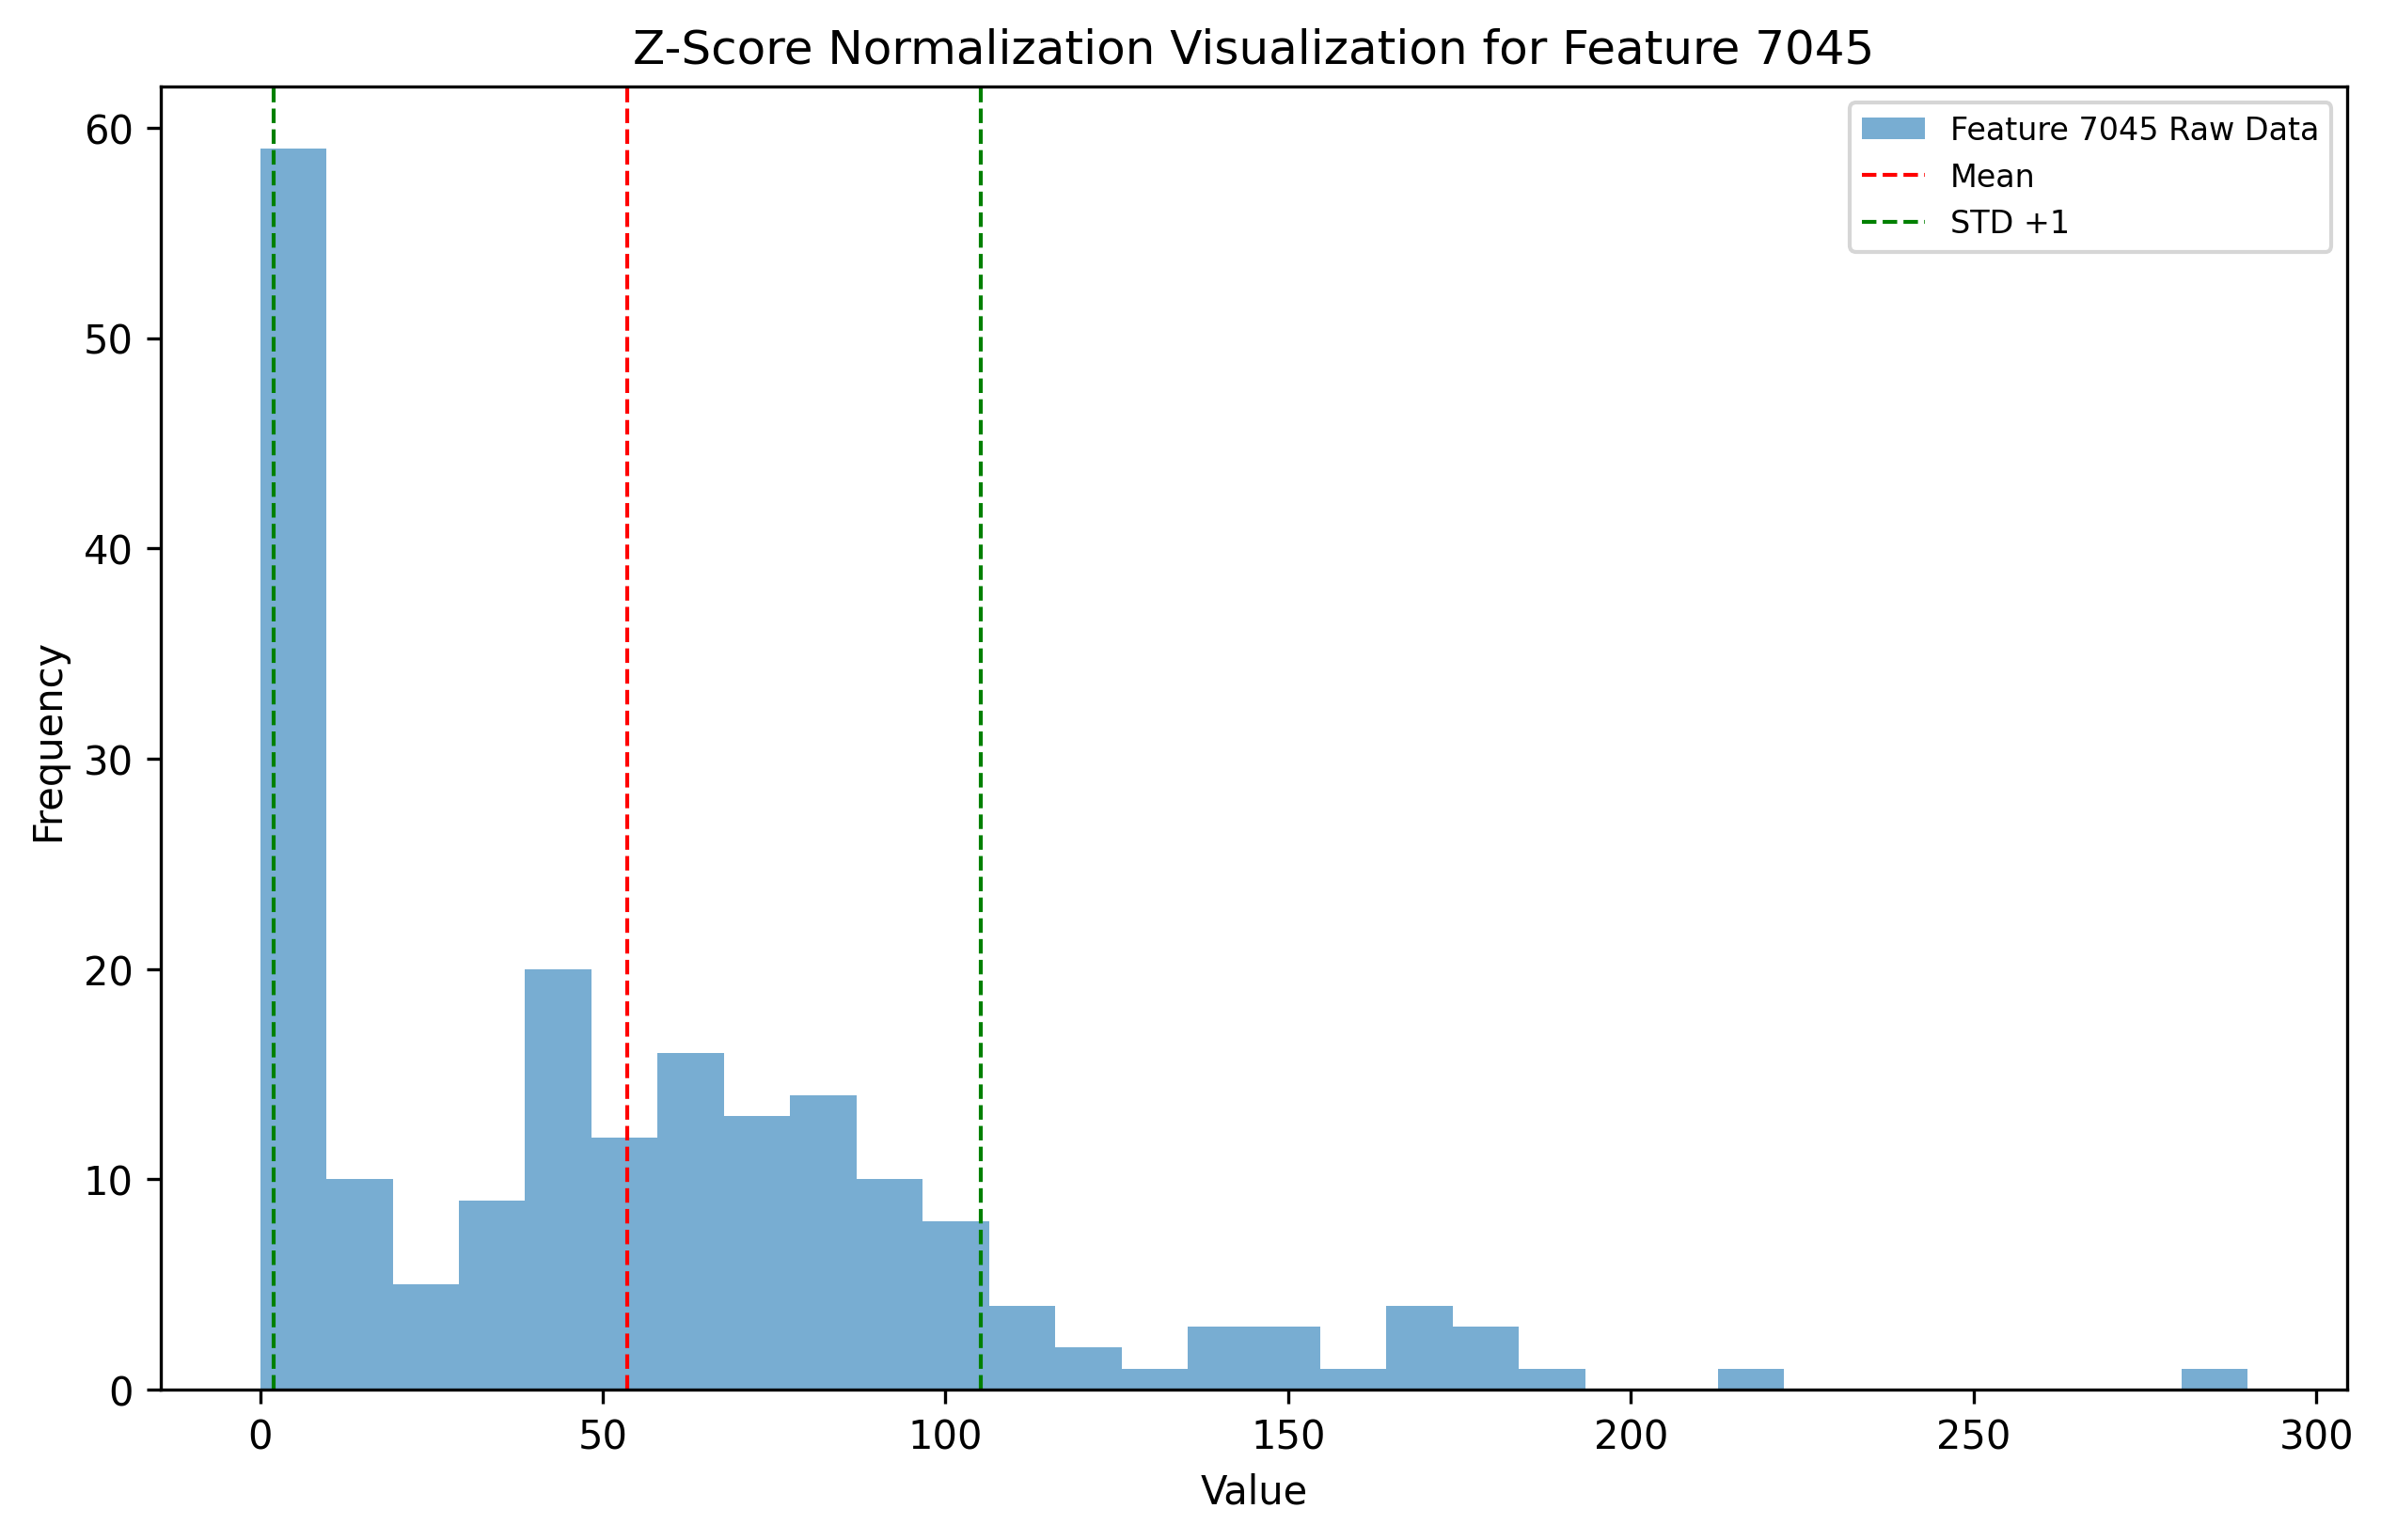 Z-Score Normalization Visualization for Feature 7045
Feature 7045 Raw Data
Mean
STD +1
60
50
40
30
20
10
0
Frequency
0 50 100 150 200 250 300
Value